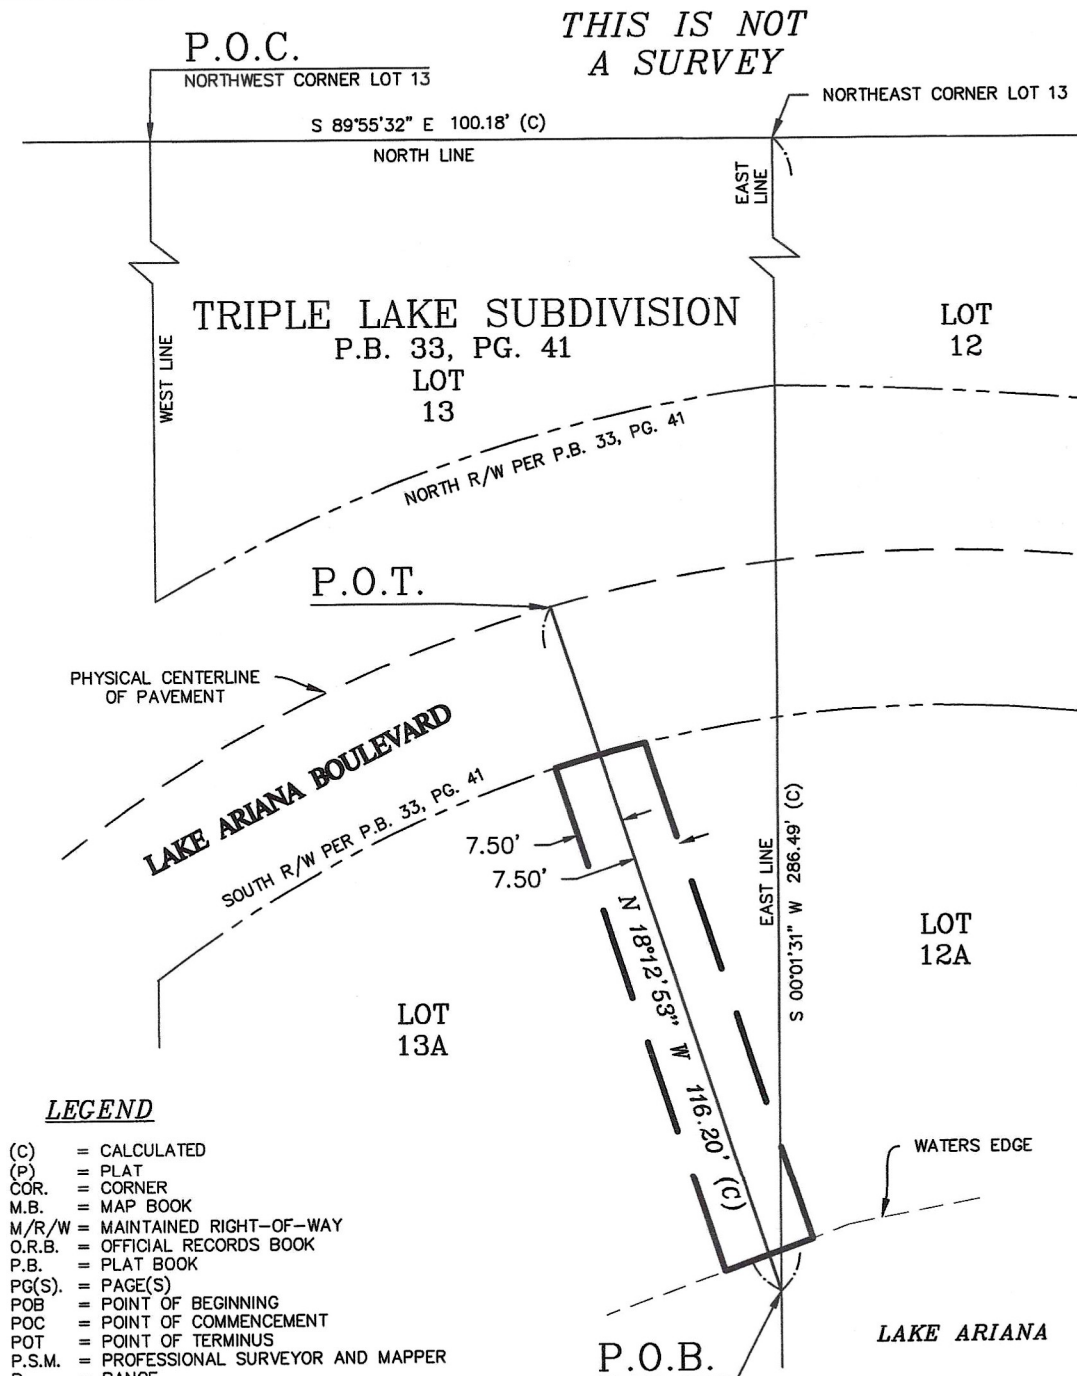 THIS IS NOT
A SURVEY
P.O.C.
NORTHWEST CORNER LOT 13
NORTHEAST CORNER LOT 13
S 89°55'32" E 100.18' (C)
NORTH LINE
EAST
LINE
WEST LINE
TRIPLE LAKE SUBDIVISION
P.B. 33, PG. 41
LOT
13
LOT
12
NORTH R/W PER P.B. 33, PG. 41
P.O.T.
PHYSICAL CENTERLINE
OF PAVEMENT
LAKE ARIANA BOULEVARD
SOUTH R/W PER P.B. 33, PG. 41
7.50'
7.50'
N 18°12'53" W 116.20' (C)
EAST LINE
S 00°01'31" W 286.49' (C)
LOT
12A
LOT
13A
WATERS EDGE
LAKE ARIANA
P.O.B.
LEGEND
(C) = CALCULATED
(P) = PLAT
COR. = CORNER
M.B. = MAP BOOK
M/R/W = MAINTAINED RIGHT-OF-WAY
O.R.B. = OFFICIAL RECORDS BOOK
P.B. = PLAT BOOK
PG(S). = PAGE(S)
POB = POINT OF BEGINNING
POC = POINT OF COMMENCEMENT
POT = POINT OF TERMINUS
P.S.M. = PROFESSIONAL SURVEYOR AND MAPPER
= RANGE